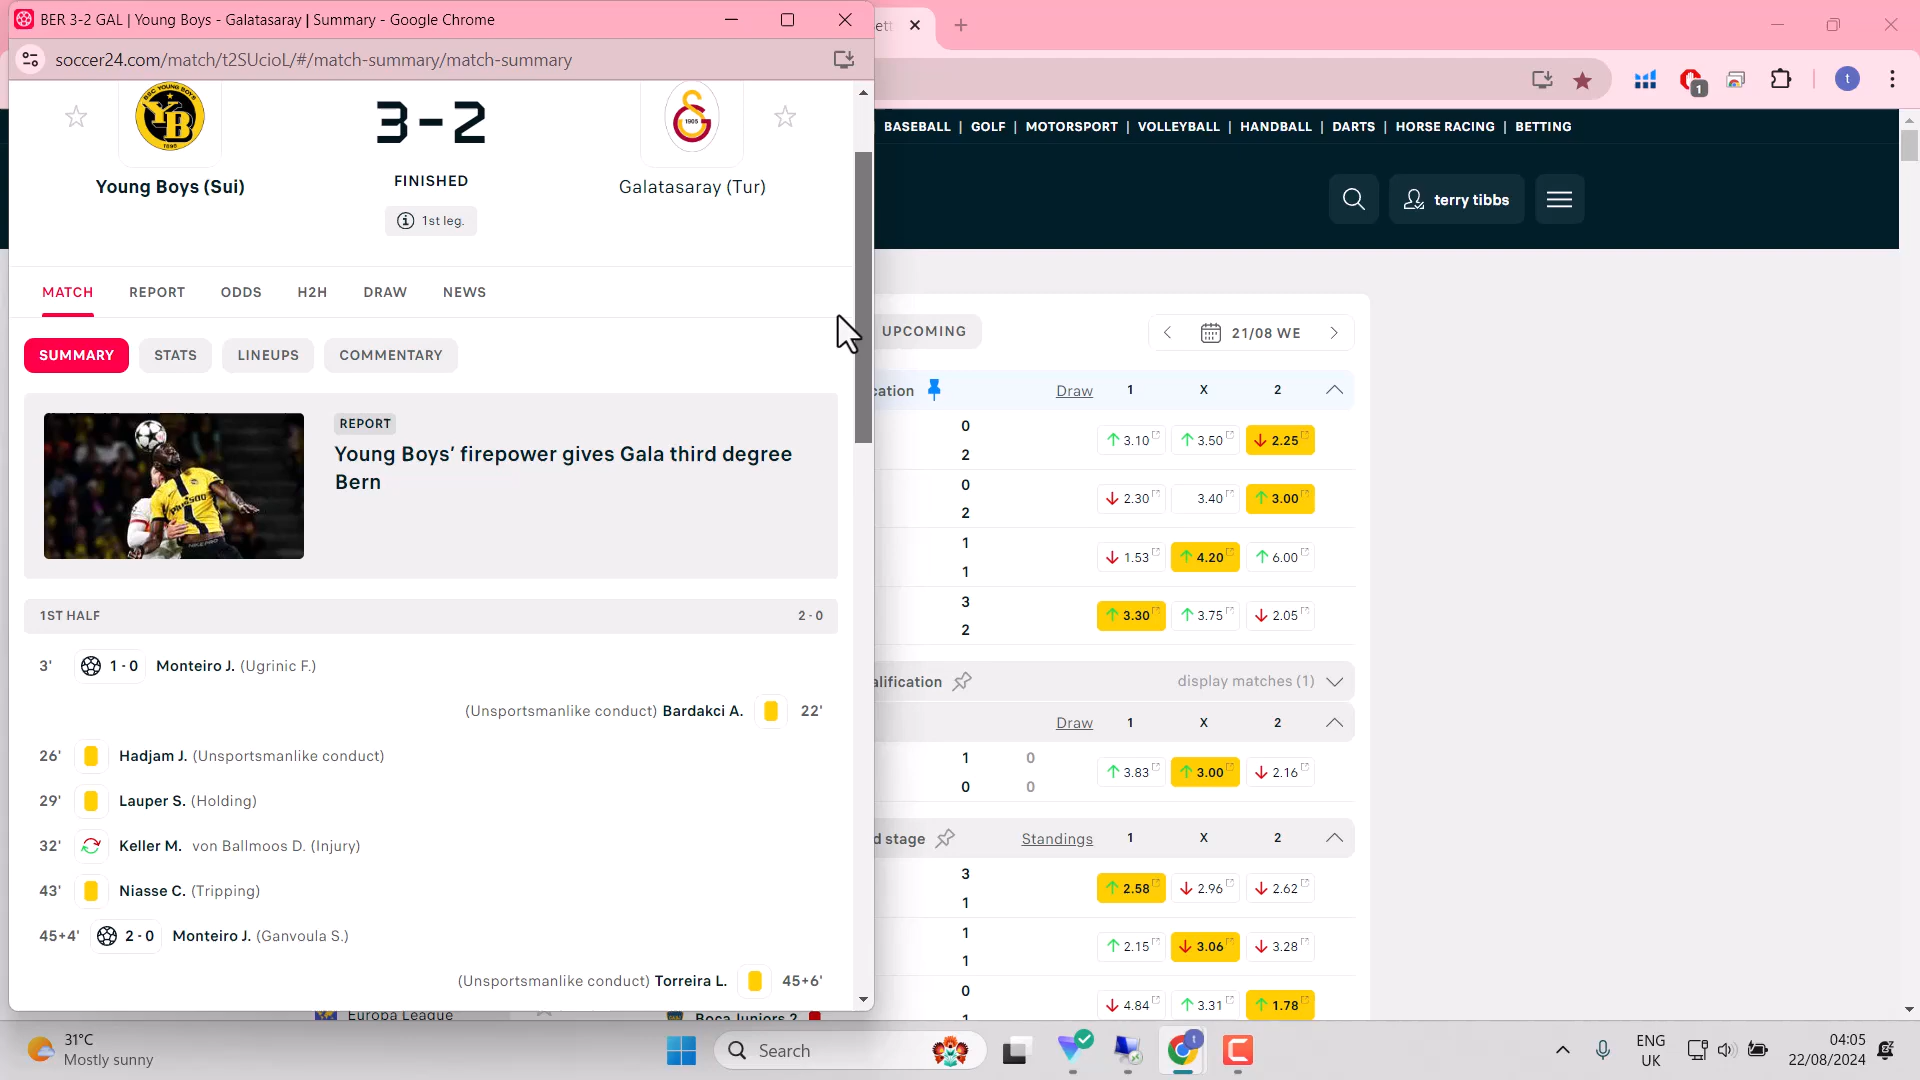 BER 3-2 GAL | Young Boys - Galatasaray | Summary - Google Chrome
soccer24.com/match/t2SUcioL/#/match-summary/match-summary
3-2
Young Boys (Sui)
FINISHED
Galatasaray (Tur)
1st leg.
MATCH REPORT ODDS H2H DRAW NEWS
SUMMARY STATS LINEUPS COMMENTARY
REPORT
Young Boys' firepower gives Gala third degree
Bern
1ST HALF 2 - 0
3' 1 - 0 Monteiro J. (Ugrinic F.)
(Unsportsmanlike conduct) Bardakci A. 22'
26' Hadjam J. (Unsportsmanlike conduct)
29' Lauper S. (Holding)
32' Keller M. von Ballmoos D. (Injury)
43' Niasse C. (Tripping)
45+4' 2 - 0 Monteiro J. (Ganvoula S.)
(Unsportsmanlike conduct) Torreira L. 45+6'
1
t
BASEBALL | GOLF | MOTORSPORT | VOLLEYBALL | HANDBALL | DARTS | HORSE RACING | BETTING
terry tibbs
UPCOMING
21/08 WE
cation Draw 1 X 2
0
3.10 3.50 2.25
2
0
2.30 3.40 3.00
2
1
1.53 4.20 6.00
1
3
3.30 3.75 2.05
2
alification display matches (1)
Draw 1 X 2
1 0
3.83 3.00 2.16
0 0
d stage Standings 1 X 2
3
2.58 2.96 2.62
1
1
2.15 3.06 3.28
1
0
4.84 3.31 1.78
1
Europa League
Boca Juniors 2
31°C
Mostly sunny
Search
ENG
UK
04:05
22/08/2024